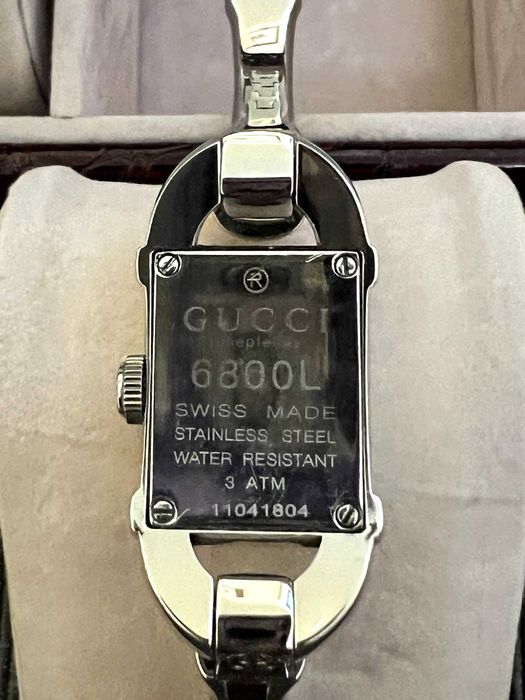 R
GUCCI
6800L
SWISS MADE
STAINLESS STEEL
WATER RESISTANT
3 ATM
11041804